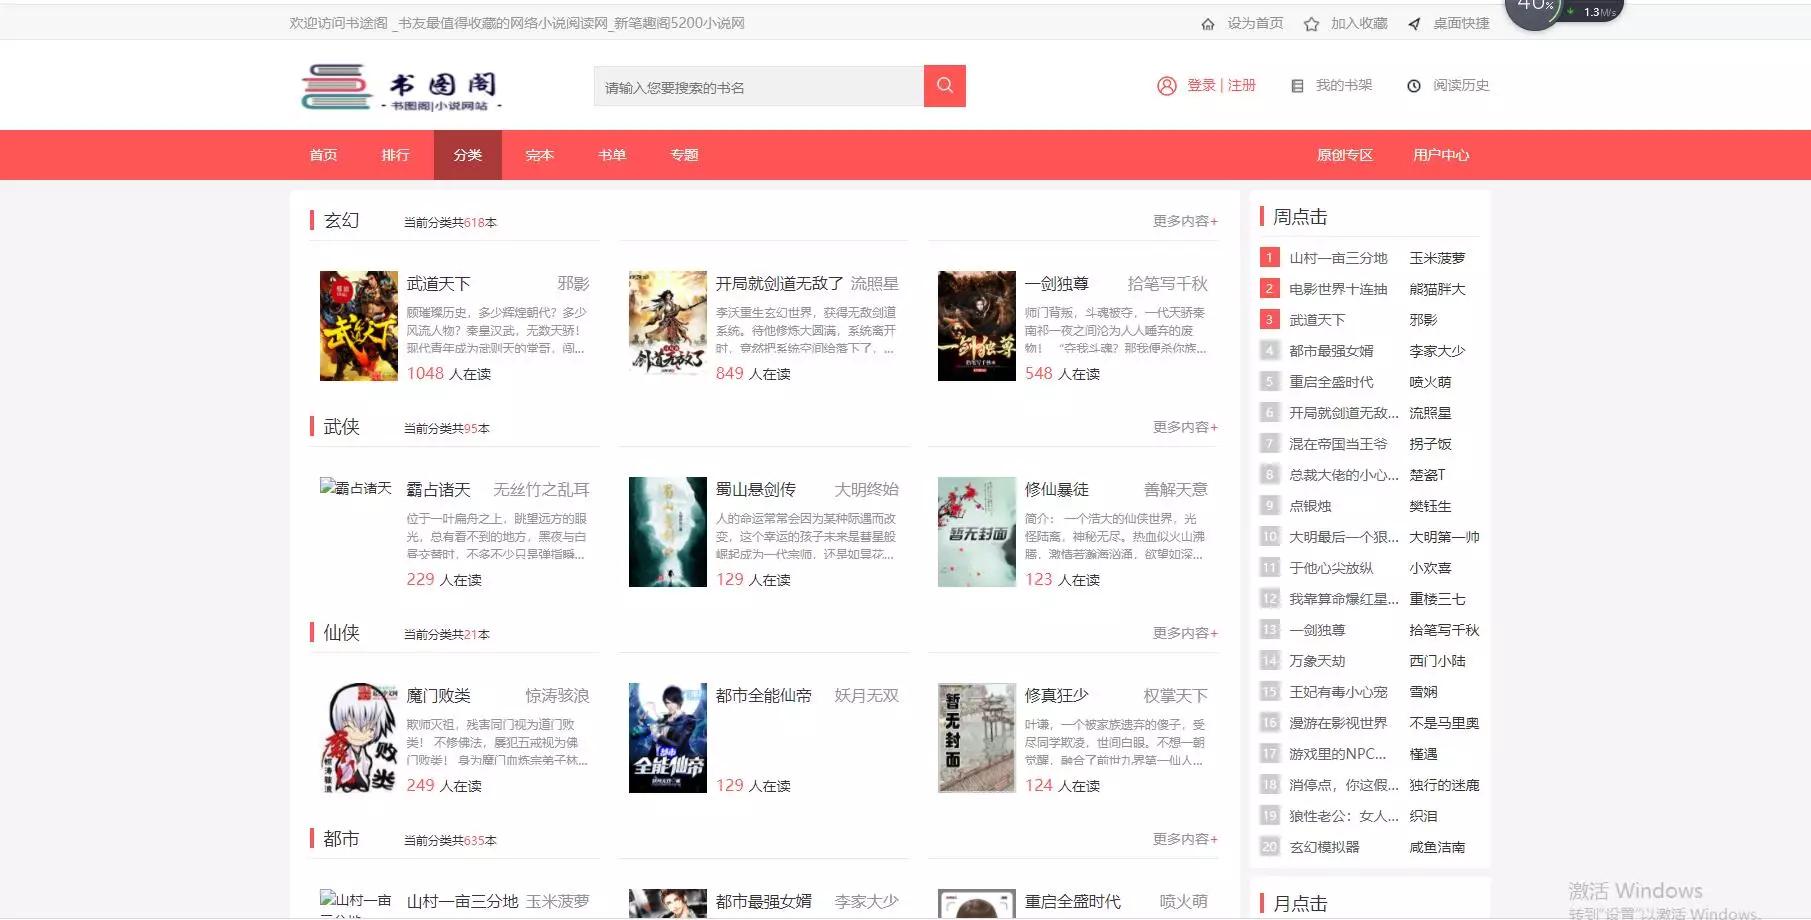 欢迎访问书途阁 _书友最值得收藏的网络小说阅读网_新笔趣阁5200小说网
设为首页 加入收藏 桌面快捷
40%
1.3M/s
书图阁
- 书图阁|小说网站 -
请输入您要搜索的书名
登录 | 注册 我的书架 阅读历史
首页 排行 分类 完本 书单 专题 原创专区 用户中心
玄幻 当前分类共618本 更多内容+
武道天下 邪影
顾璀璨历史，多少辉煌朝代？多少
风流人物？秦皇汉武，无数天骄！
现代青年成为武则天的堂哥，闯...
1048 人在读
开局就剑道无敌了 流照星
李沃重生玄幻世界，获得无敌剑道
系统。待他修炼大圆满，系统离开
时，竟然把系统空间给落下了，...
849 人在读
一剑独尊 拾笔写千秋
师门背叛，斗魂被夺，一代天骄秦
南祁一夜之间沦为人人唾弃的废
物！ “夺我斗魂？那我便杀你族...
548 人在读
武侠 当前分类共95本 更多内容+
霸占诸天
霸占诸天 无丝竹之乱耳
位于一叶扁舟之上，眺望远方的眼
光，总有看不到的地方，黑夜与白
昼交替时，不多不少只是弹指瞬...
229 人在读
蜀山悬剑传 大明终始
人的命运常常会因为某种际遇而改
变，这个幸运的孩子未来是彗星般
崛起成为一代宗师，还是如昙花...
129 人在读
暂无封面
修仙暴徒 善解天意
简介： 一个浩大的仙侠世界，光
怪陆离，神秘无尽。热血似火山沸
腾，激情若瀚海汹涌，欲望如深...
123 人在读
仙侠 当前分类共21本 更多内容+
魔门败类 惊涛骇浪
欺师灭祖，残害同门视为道门败
类！ 不修佛法，屡犯五戒视为佛
门败类！ 身为魔门血炼宗弟子林...
249 人在读
都市
全能仙帝
都市全能仙帝 妖月无双
129 人在读
暂无封面
修真狂少 权掌天下
叶谦，一个被家族遗弃的傻子，受
尽同学欺凌，世间白眼。不想一朝
觉醒，融合了前世九界第一仙人...
124 人在读
都市 当前分类共635本 更多内容+
山村一亩
三分地
山村一亩三分地 玉米菠萝
都市最强女婿 李家大少
重启全盛时代 喷火萌
周点击
1 山村一亩三分地 玉米菠萝
2 电影世界十连抽 熊猫胖大
3 武道天下 邪影
4 都市最强女婿 李家大少
5 重启全盛时代 喷火萌
6 开局就剑道无敌... 流照星
7 混在帝国当王爷 拐子饭
8 总裁大佬的小心... 楚瓷T
9 点银烛 樊钰生
10 大明最后一个狠... 大明第一帅
11 于他心尖放纵 小欢喜
12 我靠算命爆红星... 重楼三七
13 一剑独尊 拾笔写千秋
14 万象天劫 西门小陆
15 王妃有毒小心宠 雪娴
16 漫游在影视世界 不是马里奥
17 游戏里的NPC... 槿遇
18 消停点，你这假... 独行的迷鹿
19 狼性老公：女人... 织泪
20 玄幻模拟器 咸鱼洁南
月点击
激活 Windows
转到“设置”以激活 Windows。